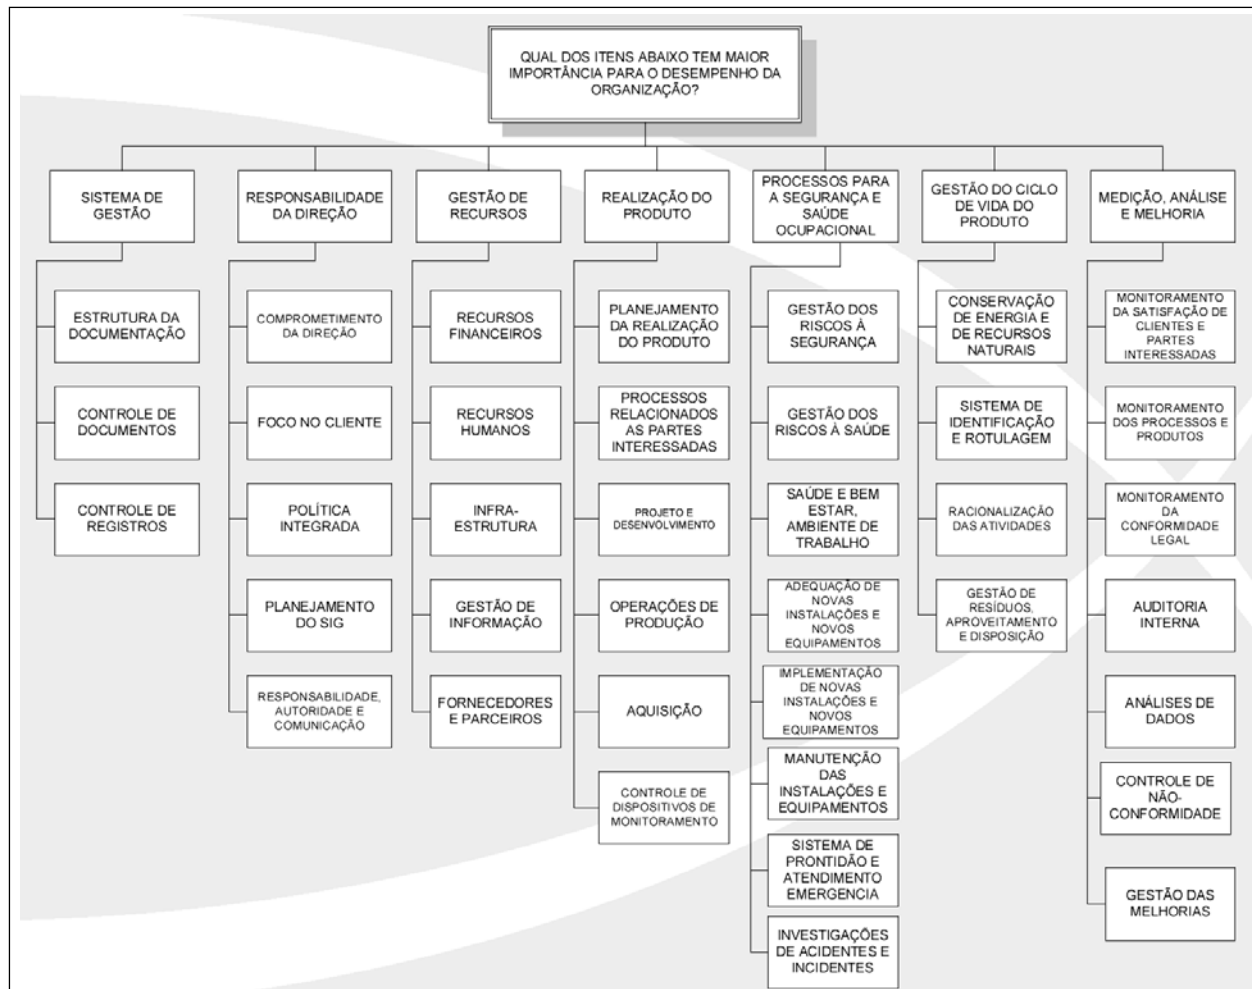 QUAL DOS ITENS ABAIXO TEM MAIOR
IMPORTÂNCIA PARA O DESEMPENHO DA
ORGANIZAÇÃO?
SISTEMA DE
GESTÃO
ESTRUTURA DA
DOCUMENTAÇÃO
CONTROLE DE
DOCUMENTOS
CONTROLE DE
REGISTROS
RESPONSABILIDADE
DA DIREÇÃO
COMPROMETIMENTO
DA DIREÇÃO
FOCO NO CLIENTE
POLÍTICA
INTEGRADA
PLANEJAMENTO
DO SIG
RESPONSABILIDADE,
AUTORIDADE E
COMUNICAÇÃO
GESTÃO DE
RECURSOS
RECURSOS
FINANCEIROS
RECURSOS
HUMANOS
INFRA-
ESTRUTURA
GESTÃO DE
INFORMAÇÃO
FORNECEDORES
E PARCEIROS
REALIZAÇÃO DO
PRODUTO
PLANEJAMENTO
DA REALIZAÇÃO
DO PRODUTO
PROCESSOS
RELACIONADOS
AS PARTES
INTERESSADAS
PROJETO E
DESENVOLVIMENTO
OPERAÇÕES DE
PRODUÇÃO
AQUISIÇÃO
CONTROLE DE
DISPOSITIVOS DE
MONITORAMENTO
PROCESSOS PARA
A SEGURANÇA E
SAÚDE
OCUPACIONAL
GESTÃO DOS
RISCOS À
SEGURANÇA
GESTÃO DOS
RISCOS À SAÚDE
SAÚDE E BEM
ESTAR,
AMBIENTE DE
TRABALHO
ADEQUAÇÃO DE
NOVAS
INSTALAÇÕES E
NOVOS
EQUIPAMENTOS
IMPLEMENTAÇÃO
DE NOVAS
INSTALAÇÕES E
NOVOS
EQUIPAMENTOS
MANUTENÇÃO
DAS
INSTALAÇÕES E
EQUIPAMENTOS
SISTEMA DE
PRONTIDÃO E
ATENDIMENTO
EMERGENCIA
INVESTIGAÇÕES
DE ACIDENTES E
INCIDENTES
GESTÃO DO CICLO
DE VIDA DO
PRODUTO
CONSERVAÇÃO
DE ENERGIA E
DE RECURSOS
NATURAIS
SISTEMA DE
IDENTIFICAÇÃO
E ROTULAGEM
RACIONALIZAÇÃO
DAS ATIVIDADES
GESTÃO DE
RESÍDUOS,
APROVEITAMENTO
E DISPOSIÇÃO
MEDIÇÃO, ANÁLISE
E MELHORIA
MONITORAMENTO
DA SATISFAÇÃO DE
CLIENTES E
PARTES
INTERESSADAS
MONITORAMENTO
DOS PROCESSOS E
PRODUTOS
MONITORAMENTO
DA
CONFORMIDADE
LEGAL
AUDITORIA
INTERNA
ANÁLISES DE
DADOS
CONTROLE DE
NÃO-
CONFORMIDADE
GESTÃO DAS
MELHORIAS